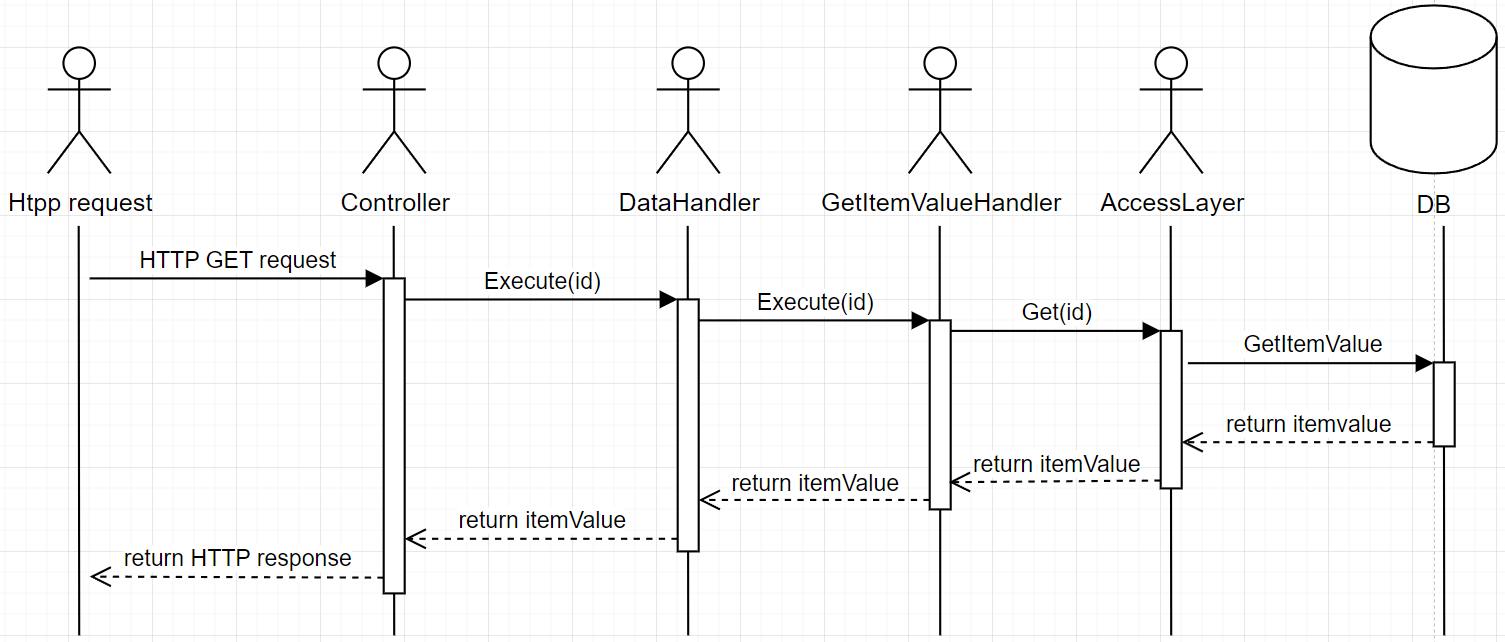 Htpp request
Controller
DataHandler
GetItemValueHandler
AccessLayer
DB
HTTP GET request
Execute(id)
Execute(id)
Get(id)
GetItemValue
return itemvalue
return itemValue
return itemValue
return itemValue
return HTTP response